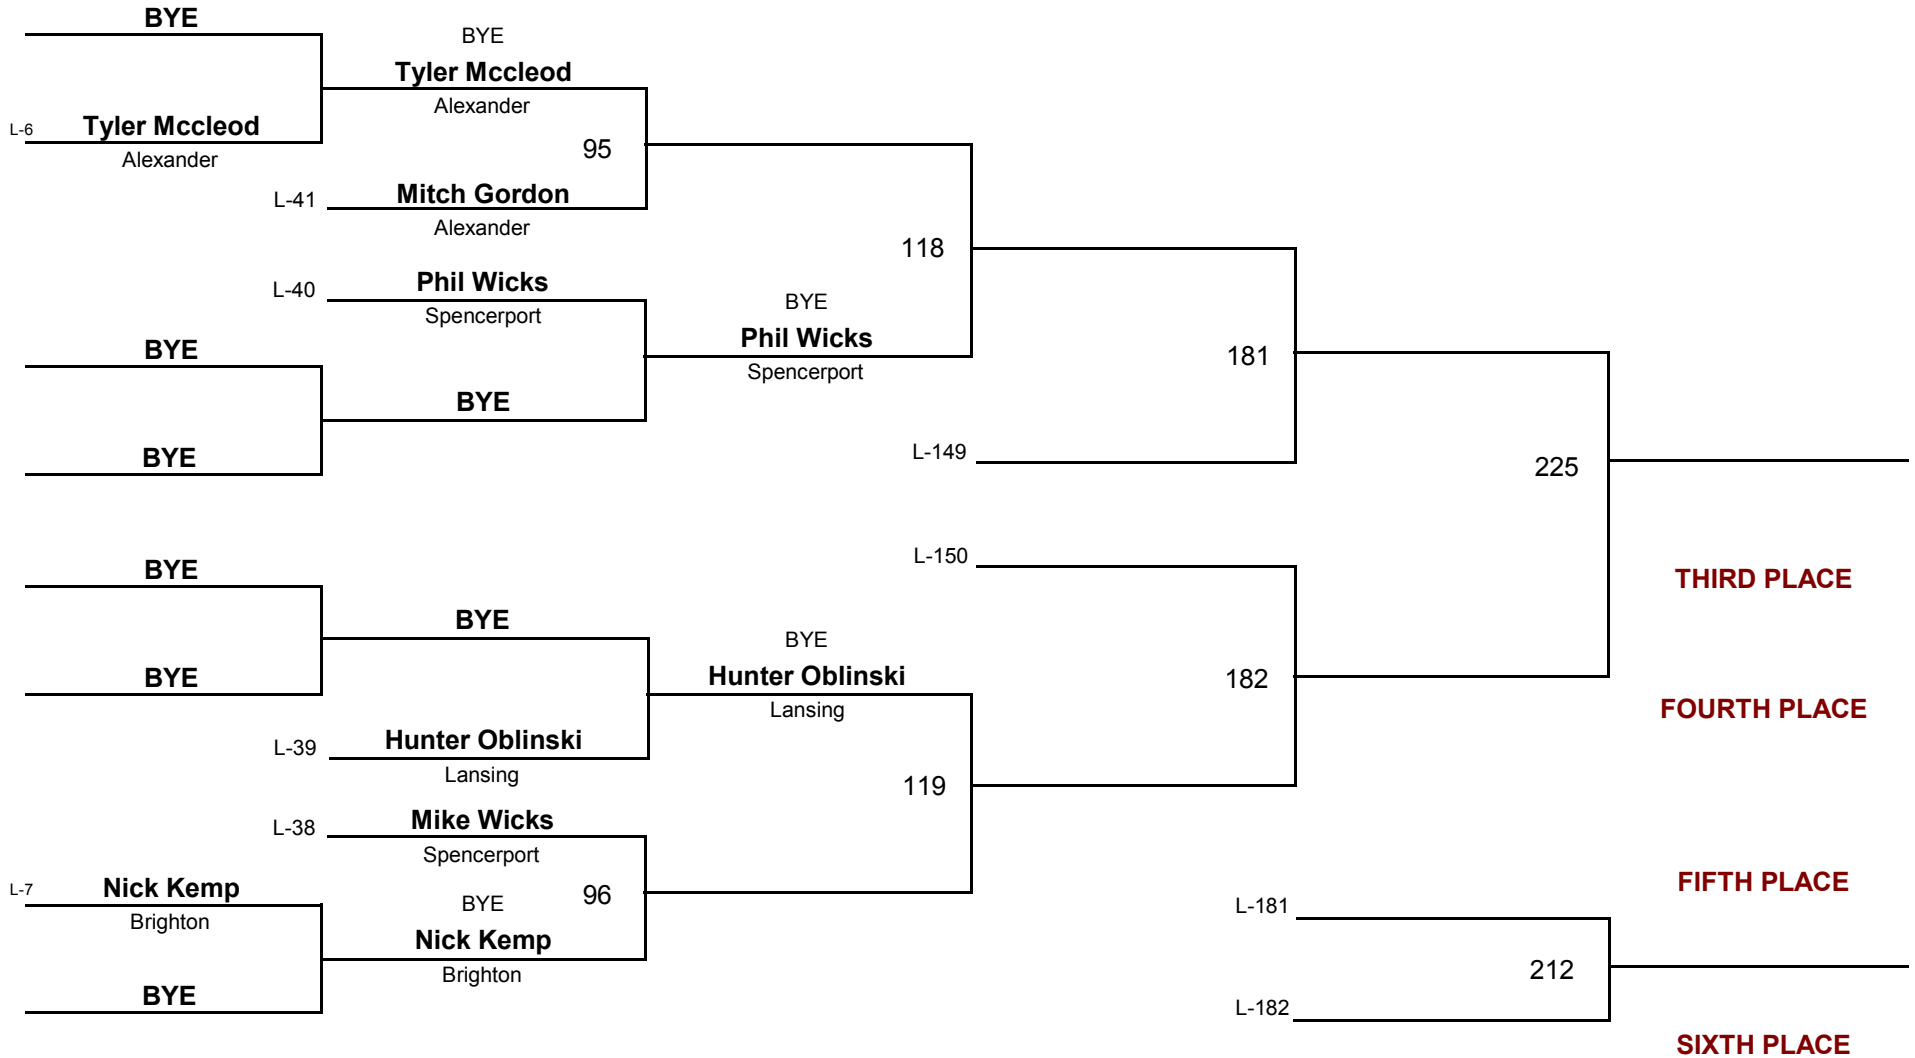 BYE
BYE
Tyler Mccleod
Alexander
L-6 Tyler Mccleod
Alexander
95
L-41 Mitch Gordon
Alexander
118
L-40 Phil Wicks
Spencerport
BYE
Phil Wicks
Spencerport
BYE
181
BYE
BYE
L-149
225
L-150
BYE
THIRD PLACE
BYE
BYE
BYE
Hunter Oblinski
Lansing
182
FOURTH PLACE
L-39 Hunter Oblinski
Lansing
119
L-38 Mike Wicks
Spencerport
L-7 Nick Kemp
Brighton
96
BYE
Nick Kemp
Brighton
FIFTH PLACE
L-181
212
BYE
L-182
SIXTH PLACE